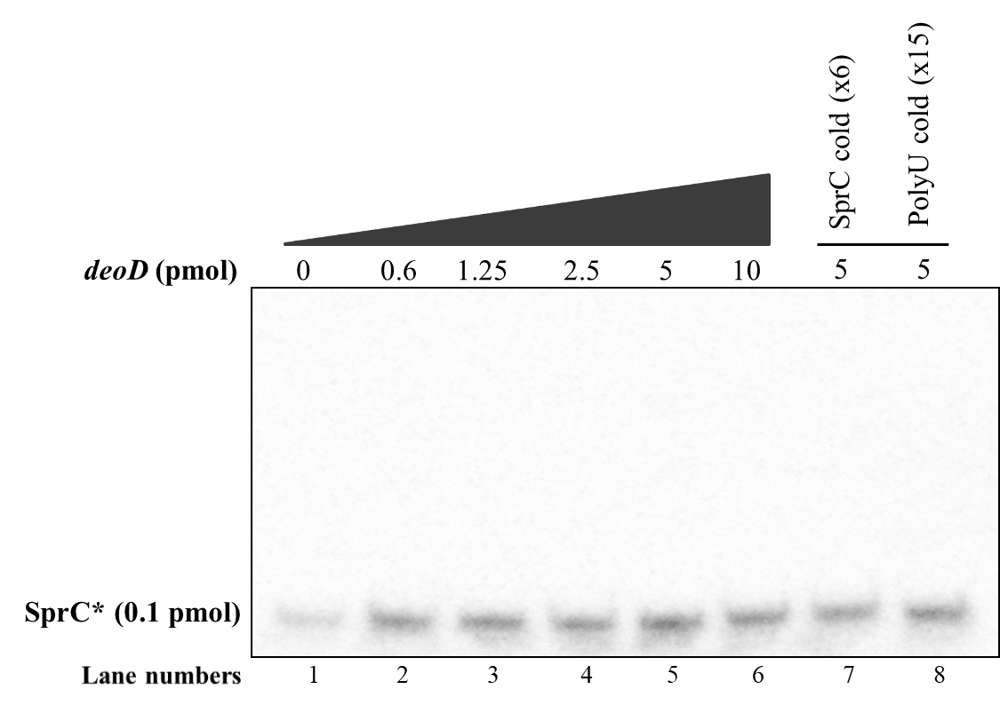 SprC cold (x6)
PolyU cold (x15)
deoD (pmol) 0 0.6 1.25 2.5 5 10 5 5
SprC* (0.1 pmol)
Lane numbers 1 2 3 4 5 6 7 8